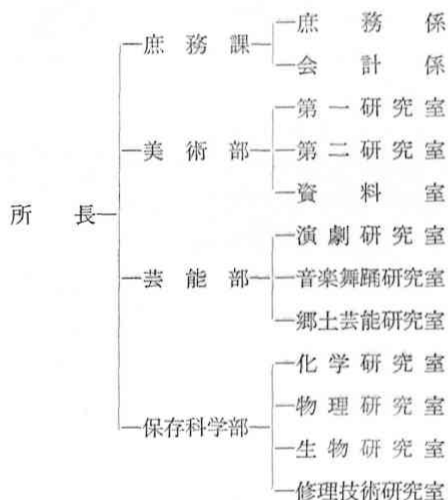 庶務係
庶務課
会計係
第一研究室
美術部
第二研究室
資料室
所長
演劇研究室
芸能部
音楽舞踊研究室
郷土芸能研究室
化学研究室
物理研究室
保存科学部
生物研究室
修理技術研究室